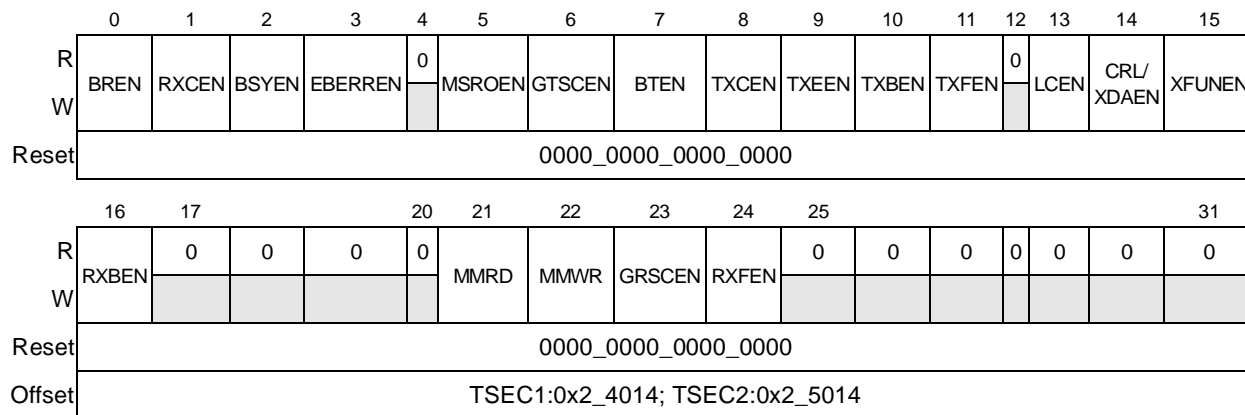 0 1 2 3 4 5 6 7 8 9 10 11 12 13 14 15
R BREN RXCEN BSYEN EBERREN 0 MSROEN GTSCEN BTEN TXCEN TXEEN TXBEN TXFEN 0 LCEN CRL/ XDAEN XFUNEN
W
Reset 0000_0000_0000_0000
16 17 20 21 22 23 24 25 31
R RXBEN 0 0 0 0 MMRD MMWR GRSCEN RXFEN 0 0 0 0 0 0 0
W
Reset 0000_0000_0000_0000
Offset TSEC1:0x2_4014; TSEC2:0x2_5014